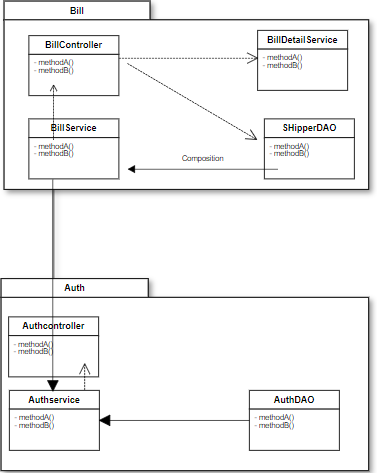 Bill
BillController
- methodA()
- methodB()
BillDetailService
- methodA()
- methodB()
BillService
- methodA()
- methodB()
SHipperDAO
- methodA()
- methodB()
Composition
Auth
Authcontroller
- methodA()
- methodB()
Authservice
- methodA()
- methodB()
AuthDAO
- methodA()
- methodB()